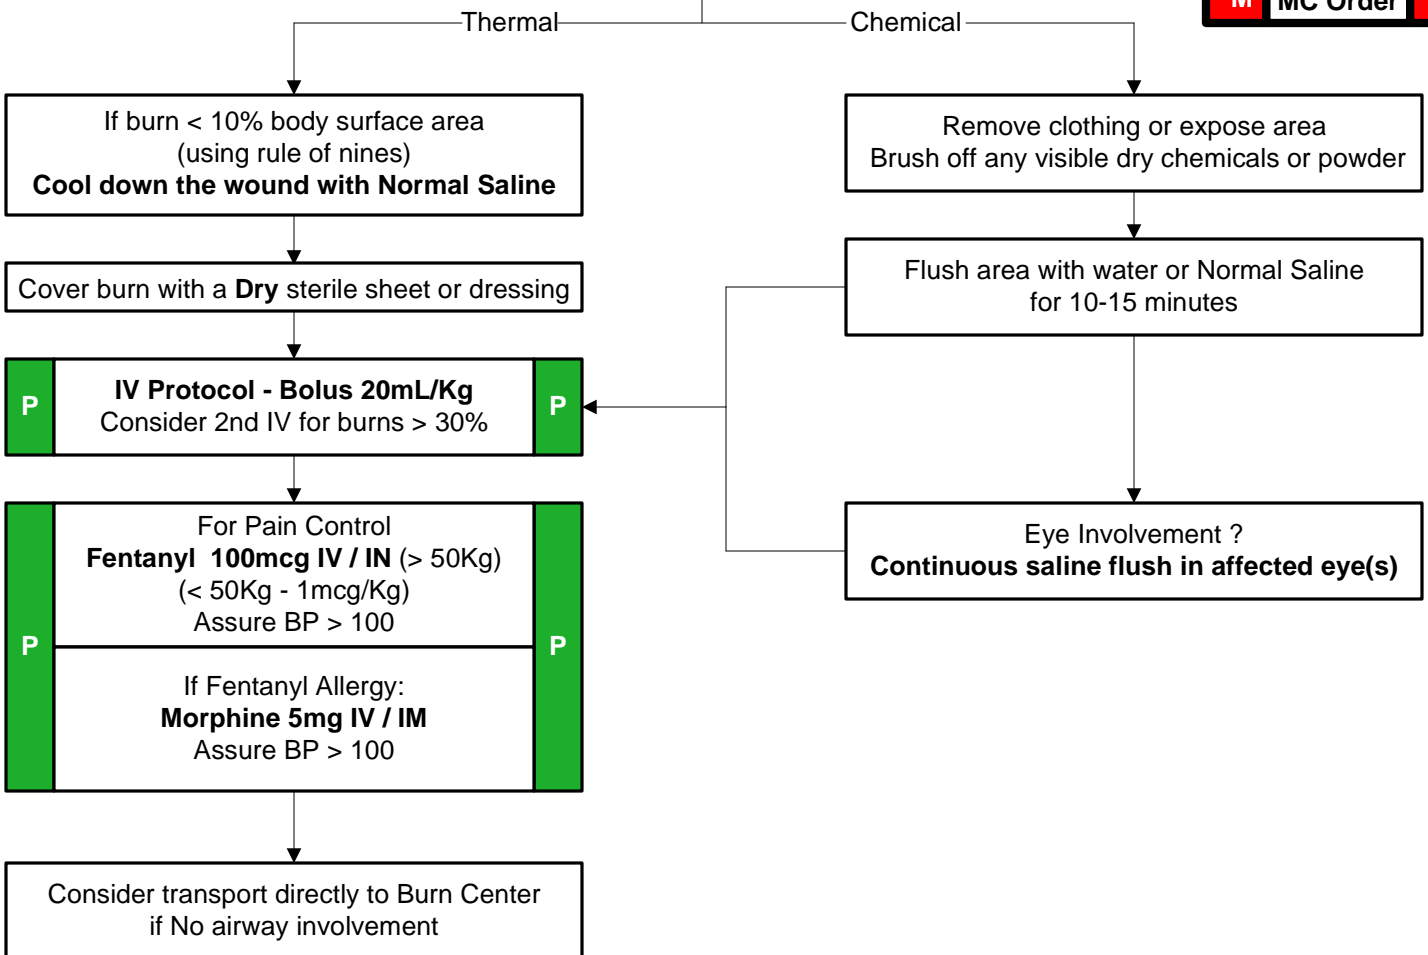 Thermal
Chemical
M MC Order
If burn < 10% body surface area
(using rule of nines)
Cool down the wound with Normal Saline
Cover burn with a Dry sterile sheet or dressing
P
IV Protocol - Bolus 20mL/Kg
Consider 2nd IV for burns > 30%
P
P
For Pain Control
Fentanyl 100mcg IV / IN (> 50Kg)
(< 50Kg - 1mcg/Kg)
Assure BP > 100
If Fentanyl Allergy:
Morphine 5mg IV / IM
Assure BP > 100
P
Consider transport directly to Burn Center
if No airway involvement
Remove clothing or expose area
Brush off any visible dry chemicals or powder
Flush area with water or Normal Saline
for 10-15 minutes
Eye Involvement ?
Continuous saline flush in affected eye(s)